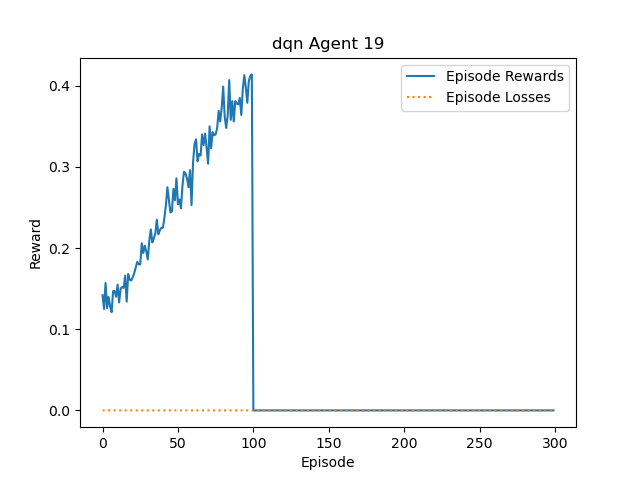 dqn Agent 19
Episode Rewards
Episode Losses
Reward
0.4
0.3
0.2
0.1
0.0
0 50 100 150 200 250 300
Episode